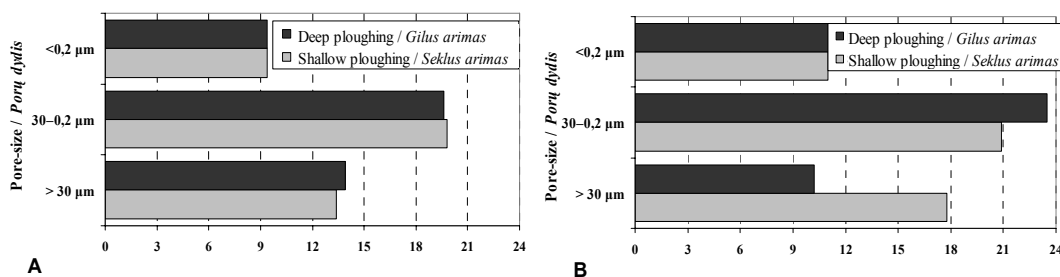 Pore-size / Porų dydis
<0,2 µm
30–0,2 µm
> 30 µm
Deep ploughing / Gilus arimas
Shallow ploughing / Seklus arimas
0 3 6 9 12 15 18 21 24
A
Pore-size / Porų dydis
<0,2 µm
30–0,2 µm
> 30 µm
Deep ploughing / Gilus arimas
Shallow ploughing / Seklus arimas
0 3 6 9 12 15 18 21 24
B